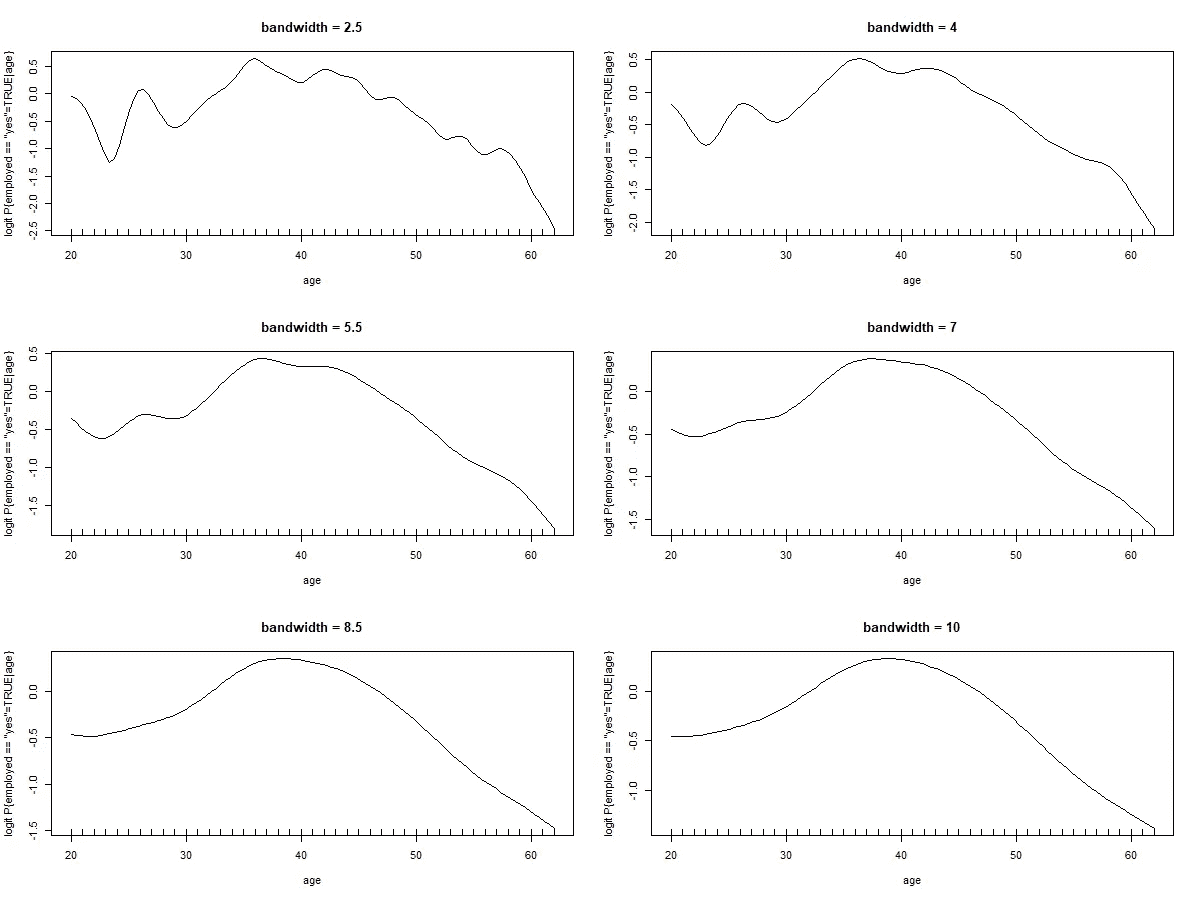 bandwidth = 2.5
logit P{employed == "yes"=TRUE|age}
0.5
0.0
-0.5
-1.0
-1.5
-2.0
-2.5
20 30 40 50 60
age
bandwidth = 4
logit P{employed == "yes"=TRUE|age}
0.5
0.0
-0.5
-1.0
-1.5
-2.0
20 30 40 50 60
age
bandwidth = 5.5
logit P{employed == "yes"=TRUE|age}
0.5
0.0
-0.5
-1.0
-1.5
20 30 40 50 60
age
bandwidth = 7
logit P{employed == "yes"=TRUE|age}
0.0
-0.5
-1.0
-1.5
20 30 40 50 60
age
bandwidth = 8.5
logit P{employed == "yes"=TRUE|age}
0.0
-0.5
-1.0
-1.5
20 30 40 50 60
age
bandwidth = 10
logit P{employed == "yes"=TRUE|age}
0.0
-0.5
-1.0
20 30 40 50 60
age